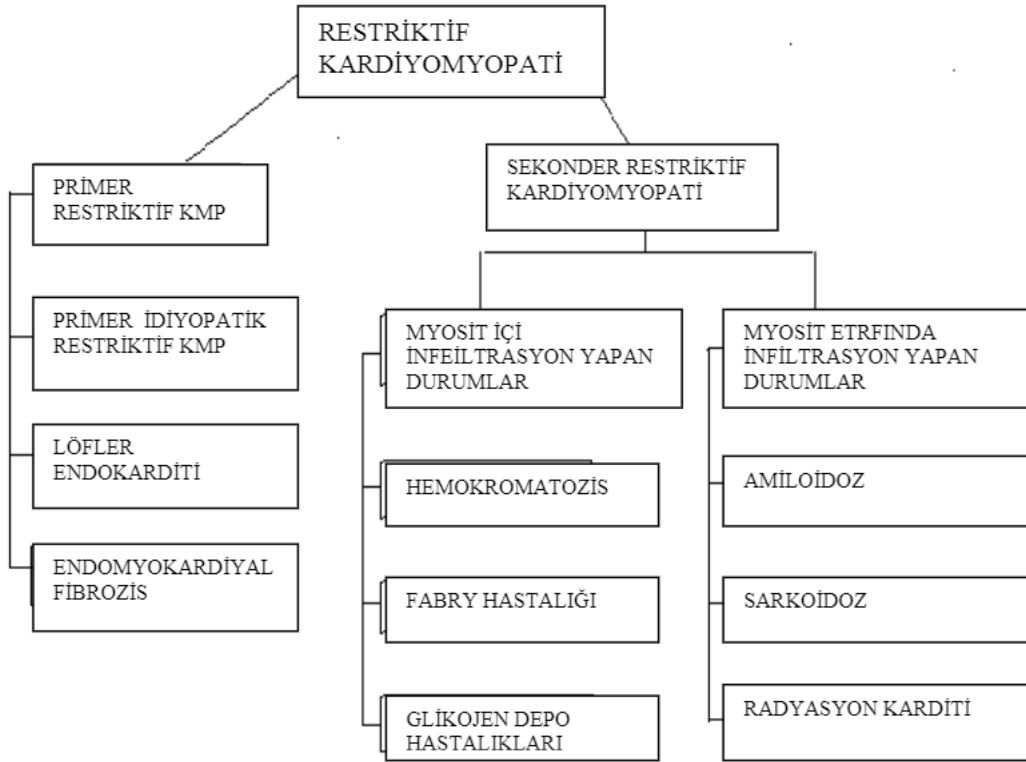 RESTRİKTİF
KARDİYOMYOPATİ
PRİMER
RESTRİKTİF KMP
SEKONDER RESTRİKTİF
KARDİYOMYOPATİ
PRİMER İDİYOPATİK
RESTRİKTİF KMP
LÖFLER
ENDOKARDİTİ
ENDOMYOKARDİYAL
FİBROZİS
MYOSİT İÇİ
İNFEİLTRASYON YAPAN
DURUMLAR
HEMOKROMATOZİS
FABRY HASTALIĞI
GLİKOJEN DEPO
HASTALIKLARI
MYOSİT ETRFINDA
İNFİLTRASYON YAPAN
DURUMLAR
AMİLOİDOZ
SARKOİDOZ
RADYASYON KARDİTİ